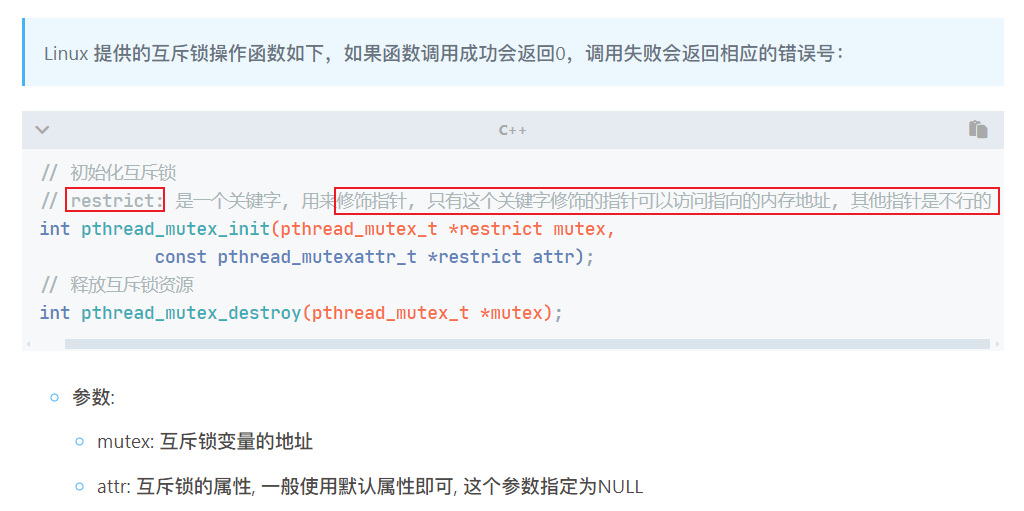 Linux 提供的互斥锁操作函数如下，如果函数调用成功会返回0，调用失败会返回相应的错误号：
C++
// 初始化互斥锁
// restrict: 是一个关键字, 用来修饰指针, 只有这个关键字修饰的指针可以访问指向的内存地址, 其他指针是不行的
int pthread_mutex_init(pthread_mutex_t *restrict mutex,
const pthread_mutexattr_t *restrict attr);
// 释放互斥锁资源
int pthread_mutex_destroy(pthread_mutex_t *mutex);
参数:
mutex: 互斥锁变量的地址
attr: 互斥锁的属性, 一般使用默认属性即可, 这个参数指定为NULL